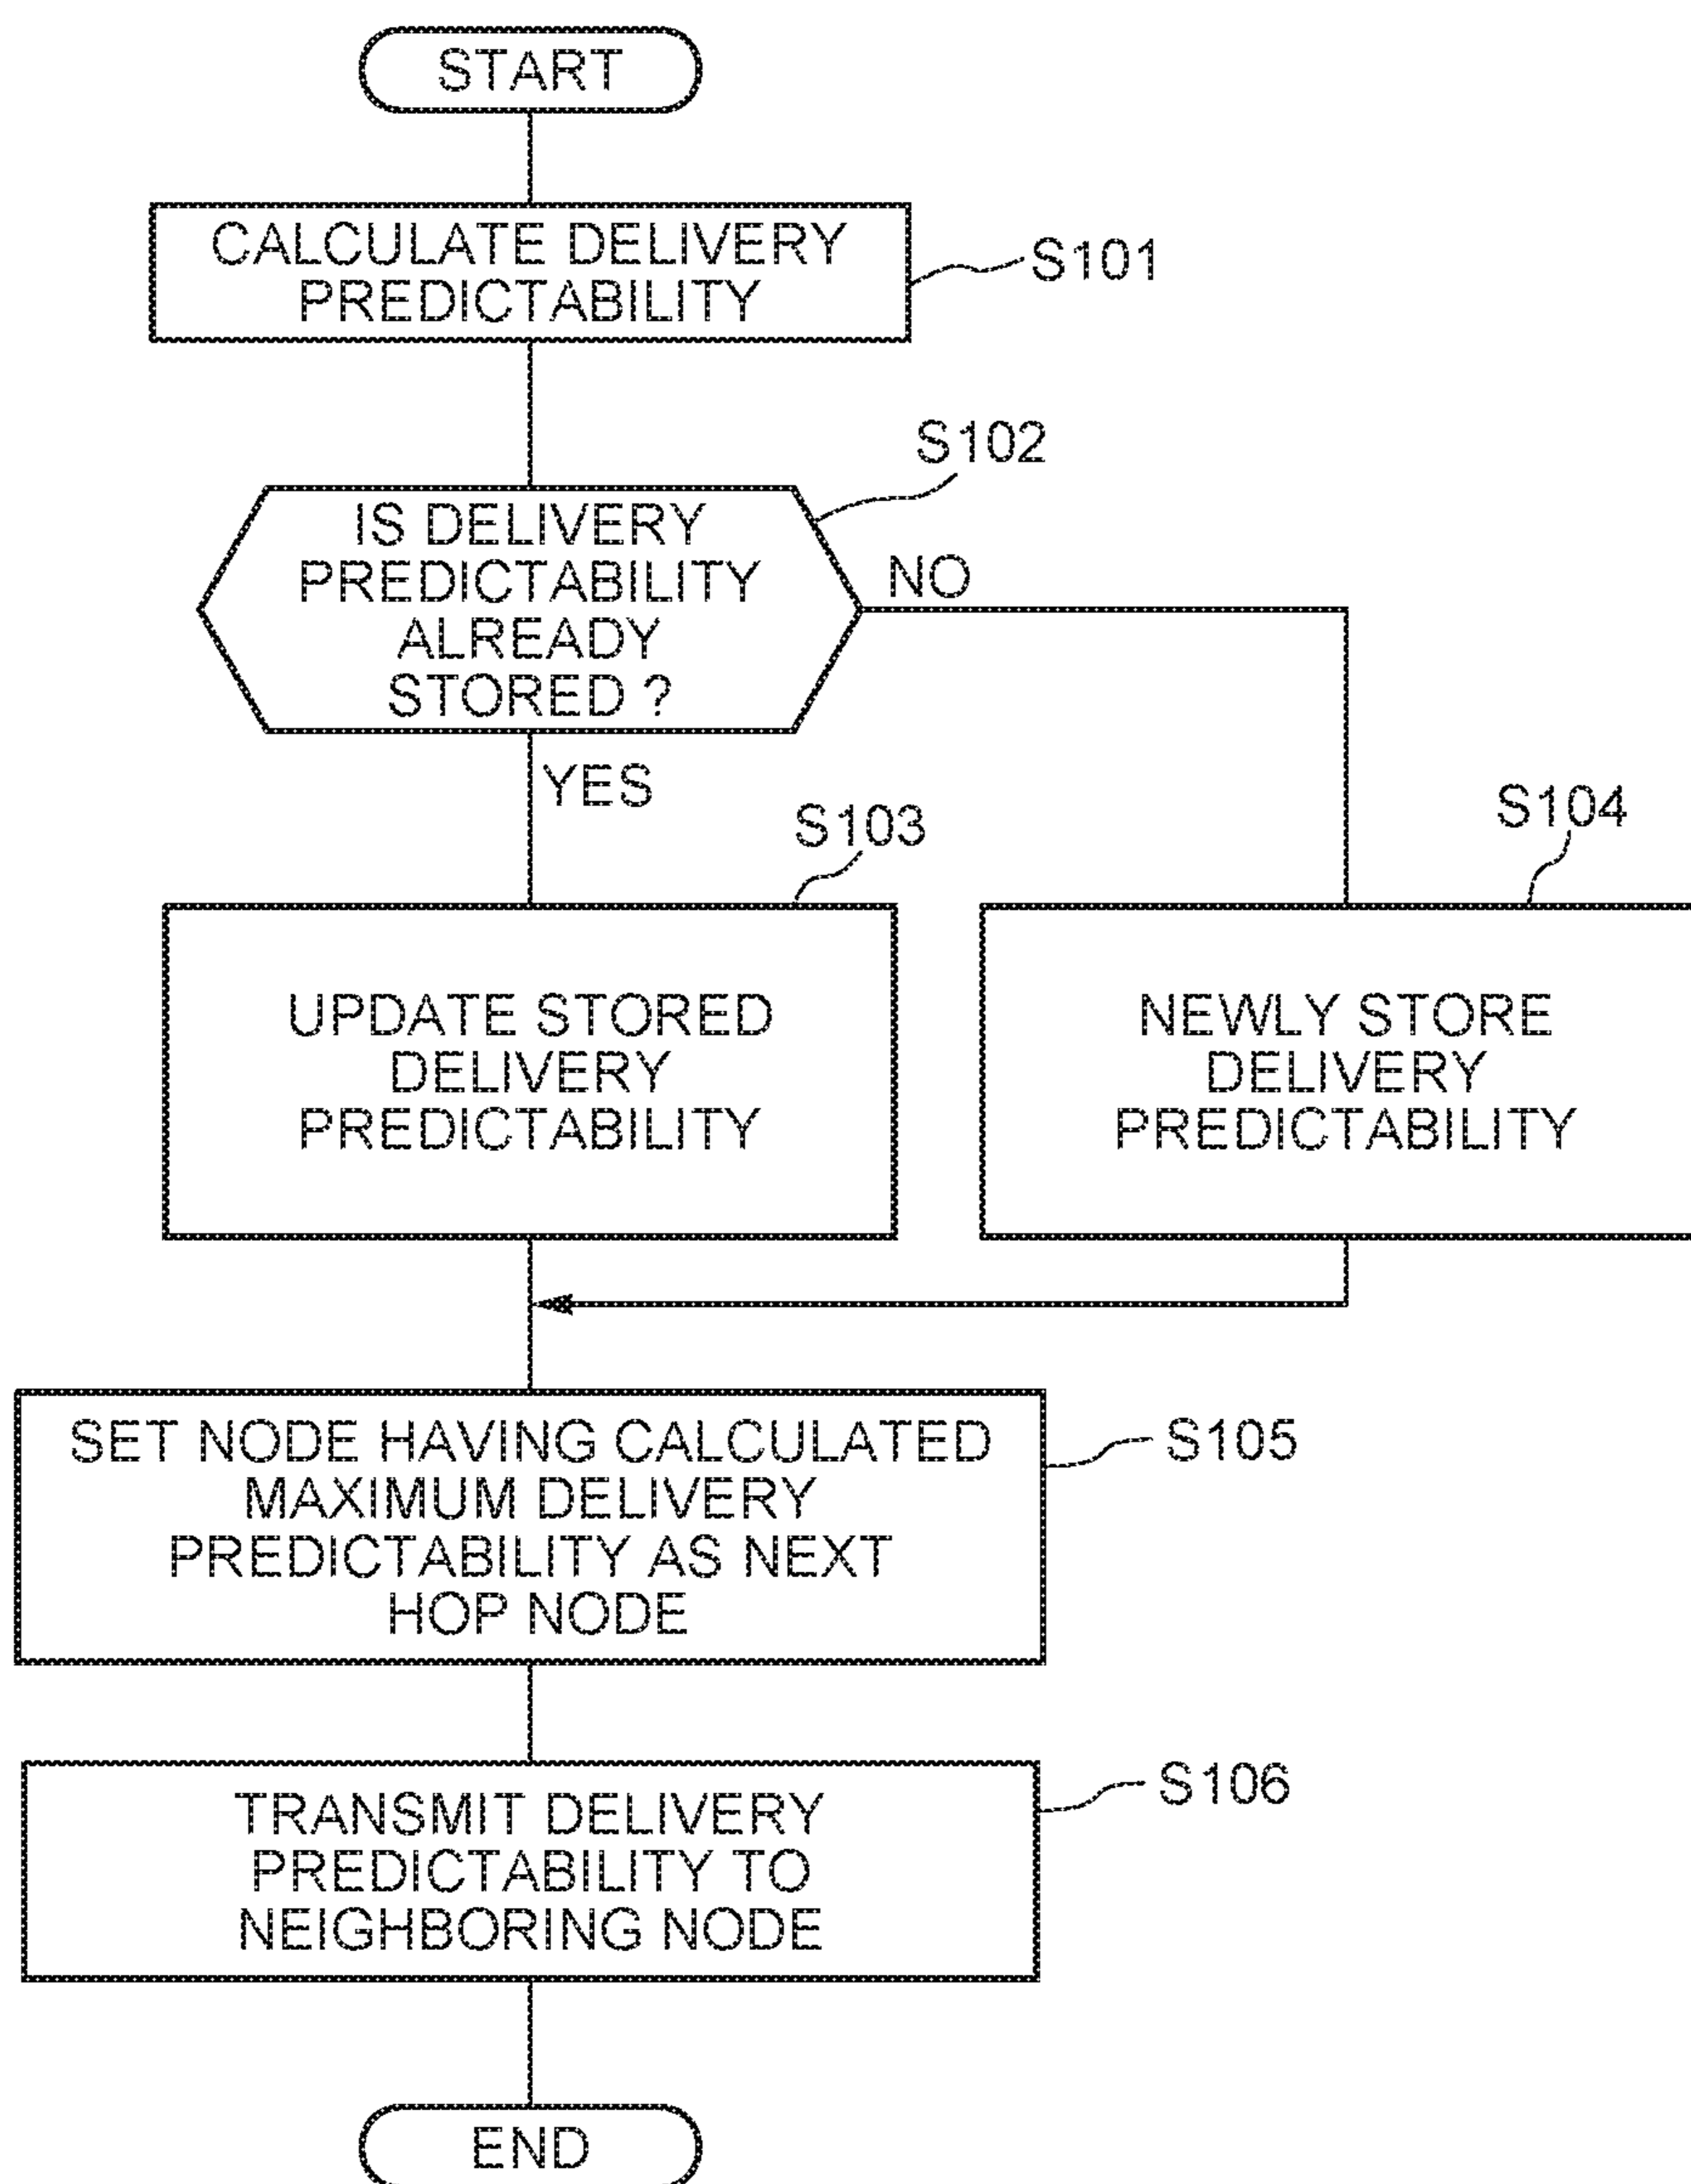 START
CALCULATE DELIVERY
PREDICTABILITY
S101
S102
IS DELIVERY
PREDICTABILITY
ALREADY
STORED ?
NO
YES
S103
S104
UPDATE STORED
DELIVERY
PREDICTABILITY
NEWLY STORE
DELIVERY
PREDICTABILITY
SET NODE HAVING CALCULATED
MAXIMUM DELIVERY
PREDICTABILITY AS NEXT
HOP NODE
S105
TRANSMIT DELIVERY
PREDICTABILITY TO
NEIGHBORING NODE
S106
END